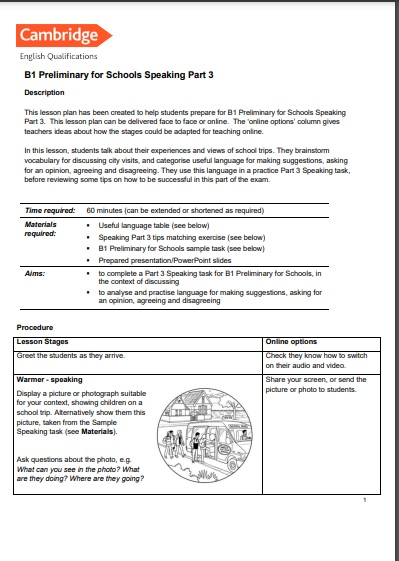 Cambridge
English Qualifications
B1 Preliminary for Schools Speaking Part 3
Description
This lesson plan has been created to help students prepare for B1 Preliminary for Schools Speaking
Part 3.  This lesson plan can be delivered face to face or online.  The 'online options' column gives
teachers ideas about how the stages could be adapted for teaching online.
In this lesson, students talk about their experiences and views of school trips. They brainstorm
vocabulary for discussing city visits, and categorise useful language for making suggestions, asking
for an opinion, agreeing and disagreeing. They use this language in a practice Part 3 Speaking task,
before reviewing some tips on how to be successful in this part of the exam.
Time required: 60 minutes (can be extended or shortened as required)
Materials
required:
• Useful language table (see below)
• Speaking Part 3 tips matching exercise (see below)
• B1 Preliminary for Schools sample task (see below)
• Prepared presentation/PowerPoint slides
Aims:
• to complete a Part 3 Speaking task for B1 Preliminary for Schools, in
the context of discussing
• to analyse and practise language for making suggestions, asking for
an opinion, agreeing and disagreeing
Procedure
Lesson Stages
Online options
Greet the students as they arrive.
Check they know how to switch
on their audio and video.
Warmer - speaking
Display a picture or photograph suitable
for your context, showing children on a
school trip. Alternatively show them this
picture, taken from the Sample
Speaking task (see Materials).
Ask questions about the photo, e.g.
What can you see in the photo? What
are they doing? Where are they going?
Share your screen, or send the
picture or photo to students.
1